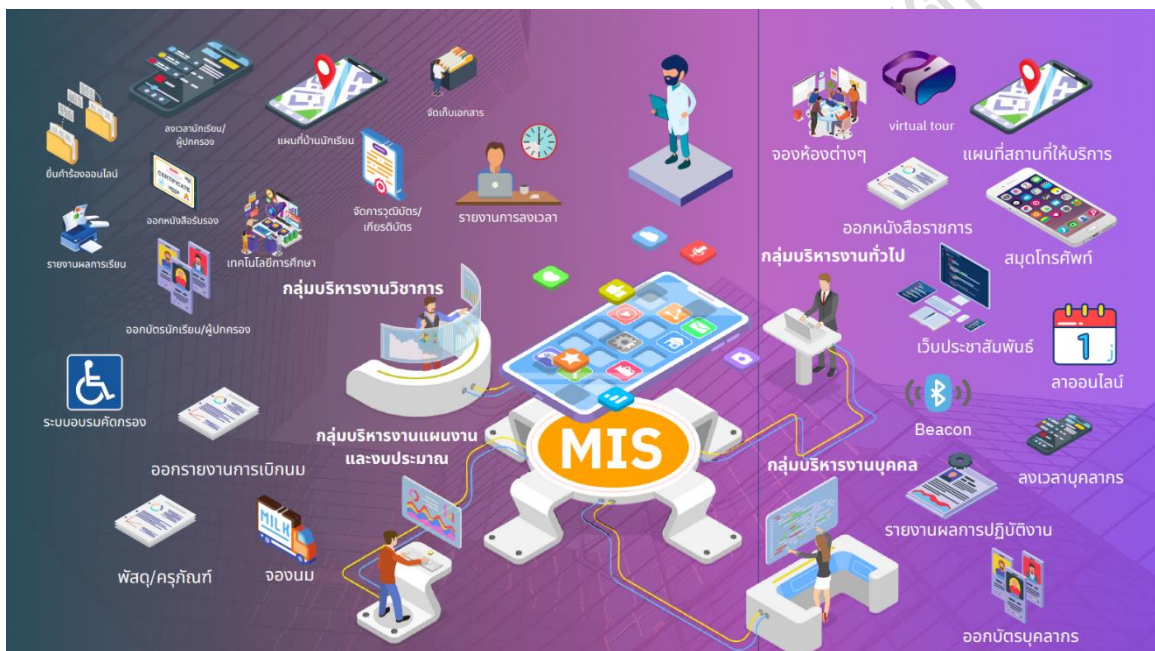 ลงเวลานักเรียน/
ผู้ปกครอง
แผนที่บ้านนักเรียน
จัดเก็บเอกสาร
ยื่นคำร้องออนไลน์
CERTIFICATE
ออกหนังสือรับรอง
จัดการวุฒิบัตร/
เกียรติบัตร
รายงานการลงเวลา
รายงานผลการเรียน
เทคโนโลยีการศึกษา
ออกบัตรนักเรียน/ผู้ปกครอง
กลุ่มบริหารงานวิชาการ
จองห้องต่างๆ
virtual tour
แผนที่สถานที่ให้บริการ
ออกหนังสือราชการ
สมุดโทรศัพท์
กลุ่มบริหารงานทั่วไป
เว็บประชาสัมพันธ์
1
ลาออนไลน์
Beacon
ระบบอบรมคัดกรอง
กลุ่มบริหารงานแผนงาน
และงบประมาณ
MIS
ออกรายงานการเบิกนม
MILK
พัสดุ/ครุภัณฑ์
จองนม
กลุ่มบริหารงานบุคคล
ลงเวลาบุคลากร
รายงานผลการปฏิบัติงาน
ออกบัตรบุคลากร